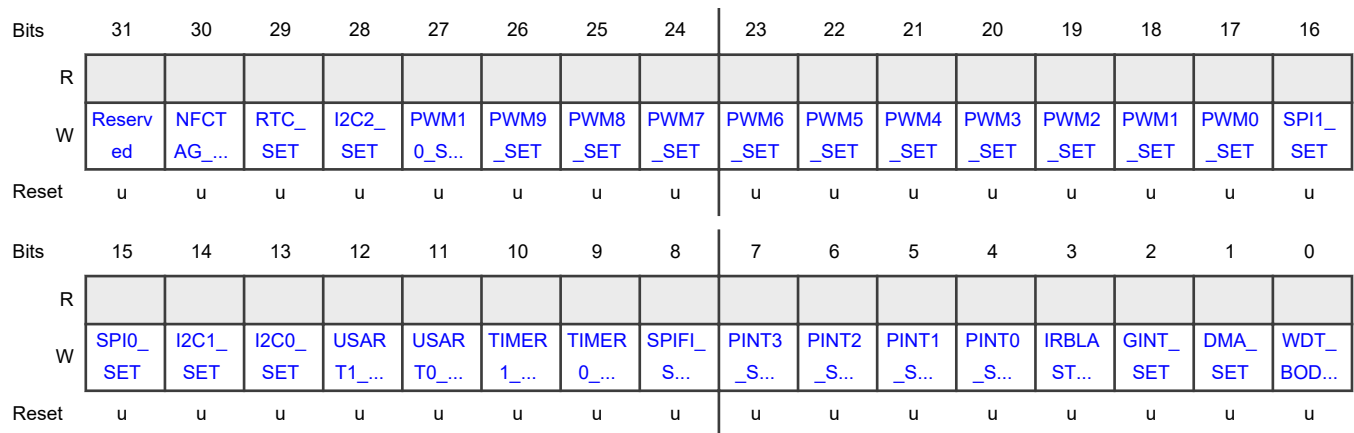 Bits 31 30 29 28 27 26 25 24 23 22 21 20 19 18 17 16
R
W Reserv NFCT RTC_ I2C2_ PWM1 PWM9 PWM8 PWM7 PWM6 PWM5 PWM4 PWM3 PWM2 PWM1 PWM0 SPI1_
ed AG_... SET SET 0_S... _SET _SET _SET _SET _SET _SET _SET _SET _SET _SET SET
Reset u u u u u u u u u u u u u u u u
Bits 15 14 13 12 11 10 9 8 7 6 5 4 3 2 1 0
R
W SPI0_ I2C1_ I2C0_ USAR USAR TIMER TIMER SPIFI_ PINT3 PINT2 PINT1 PINT0 IRBLA GINT_ DMA_ WDT_
SET SET SET T1_... T0_... 1_... 0_... S... _S... _S... _S... _S... ST... SET SET BOD...
Reset u u u u u u u u u u u u u u u u